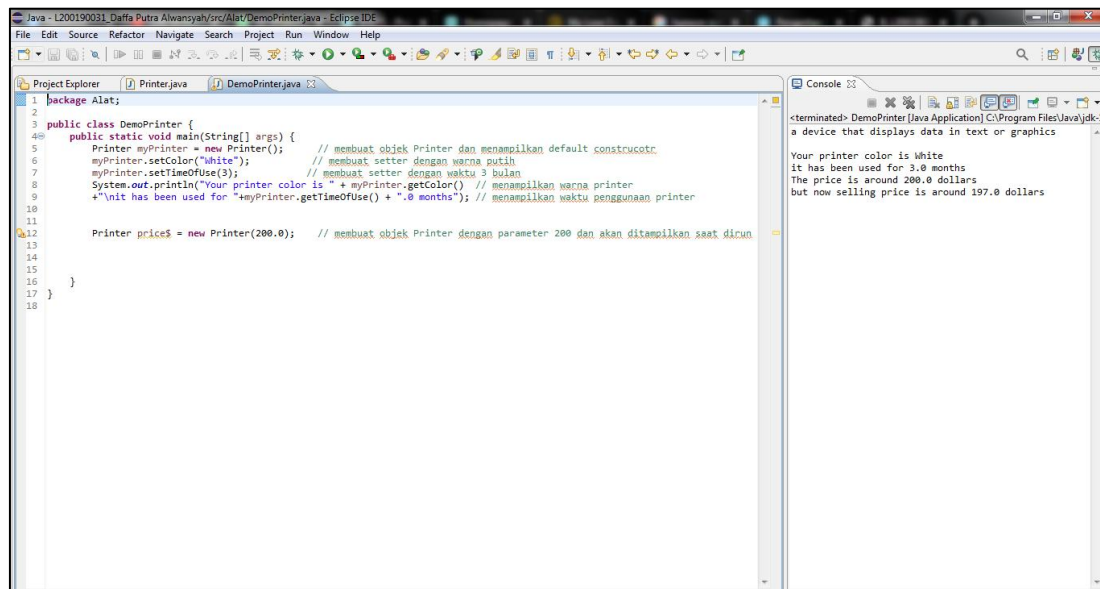 Java - L200190031_Daffa Putra Alwansyah/src/Alat/DemoPrinter.java - Eclipse IDE
File Edit Source Refactor Navigate Search Project Run Window Help
Project Explorer Printer.java DemoPrinter.java
1 package Alat;
2
3 public class DemoPrinter {
4 public static void main(String[] args) {
5 Printer myPrinter = new Printer(); // membuat objek Printer dan menampilkan default construcotr
6 myPrinter.setColor("White"); // membuat setter dengan warna putih
7 myPrinter.setTimeOfUse(3); // membuat setter dengan waktu 3 bulan
8 System.out.println("Your printer color is " + myPrinter.getColor() // menampilkan warna printer
9 +"\nit has been used for "+myPrinter.getTimeOfUse() + ".0 months"); // menampilkan waktu penggunaan printer
10
11
12 Printer price$ = new Printer(200.0); // membuat objek Printer dengan parameter 200 dan akan ditampilkan saat dirun
13
14
15
16 }
17 }
18
Console
<terminated> DemoPrinter [Java Application] C:\Program Files\Java\jdk-
a device that displays data in text or graphics
Your printer color is White
it has been used for 3.0 months
The price is around 200.0 dollars
but now selling price is around 197.0 dollars